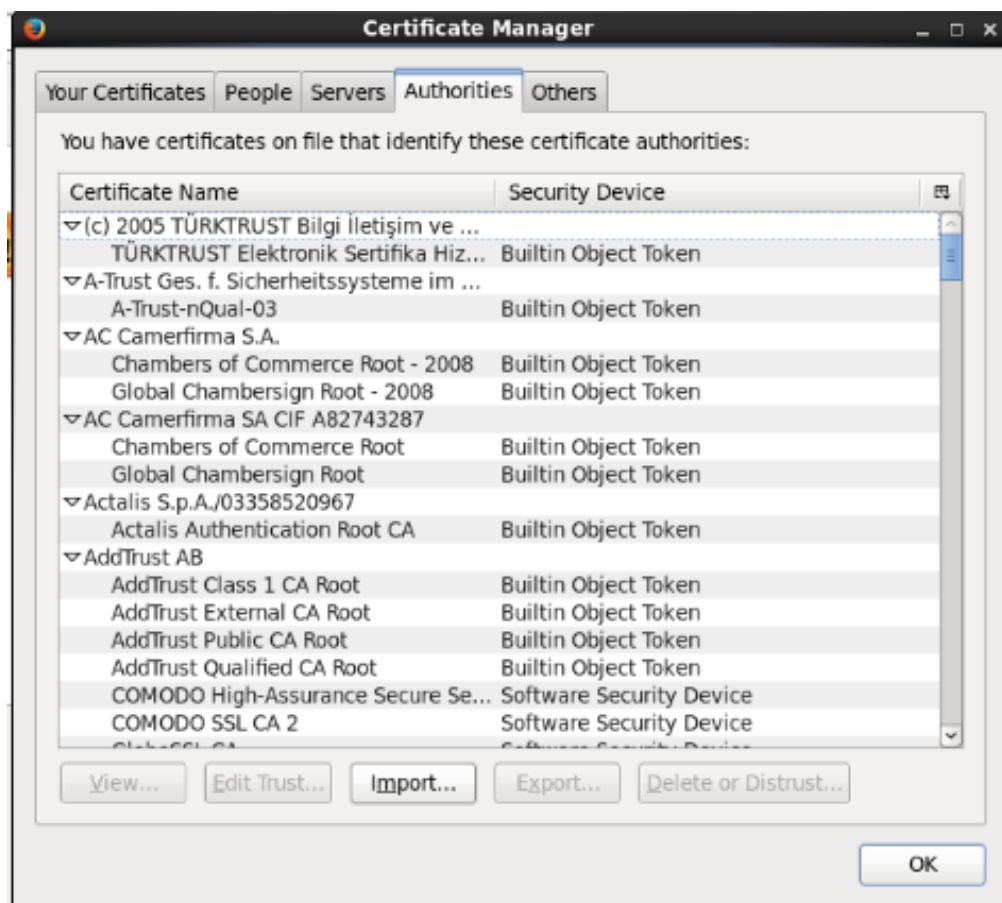 Certificate Manager
Your Certificates People Servers Authorities Others
You have certificates on file that identify these certificate authorities:
Certificate Name Security Device
(c) 2005 TÜRKTRUST Bilgi İletişim ve ...
TÜRKTRUST Elektronik Sertifika Hiz... Builtin Object Token
A-Trust Ges. f. Sicherheitssysteme im ...
A-Trust-nQual-03 Builtin Object Token
AC Camerfirma S.A.
Chambers of Commerce Root - 2008 Builtin Object Token
Global Chambersign Root - 2008 Builtin Object Token
AC Camerfirma SA CIF A82743287
Chambers of Commerce Root Builtin Object Token
Global Chambersign Root Builtin Object Token
Actalis S.p.A./03358520967
Actalis Authentication Root CA Builtin Object Token
AddTrust AB
AddTrust Class 1 CA Root Builtin Object Token
AddTrust External CA Root Builtin Object Token
AddTrust Public CA Root Builtin Object Token
AddTrust Qualified CA Root Builtin Object Token
COMODO High-Assurance Secure Se... Software Security Device
COMODO SSL CA 2 Software Security Device
GlobeSSL CA Software Security Device
View... Edit Trust... Import... Export... Delete or Distrust...
OK